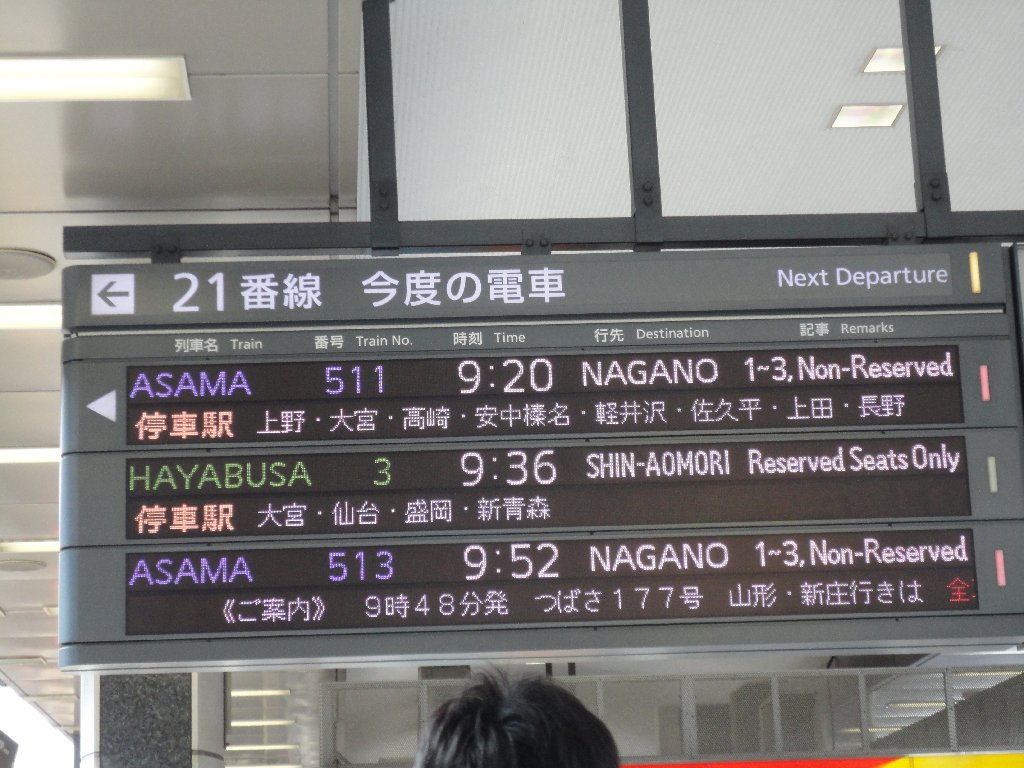 21番線 今度の電車 Next Departure
列車名 Train 番号 Train No. 時刻 Time 行先 Destination 記事 Remarks
ASAMA 511 9:20 NAGANO 1~3, Non-Reserved
停車駅 上野・大宮・高崎・安中榛名・軽井沢・佐久平・上田・長野
HAYABUSA 3 9:36 SHIN-AOMORI Reserved Seats Only
停車駅 大宮・仙台・盛岡・新青森
ASAMA 513 9:52 NAGANO 1~3, Non-Reserved
《ご案内》 9時48分発 つばさ177号 山形・新庄行きは 全